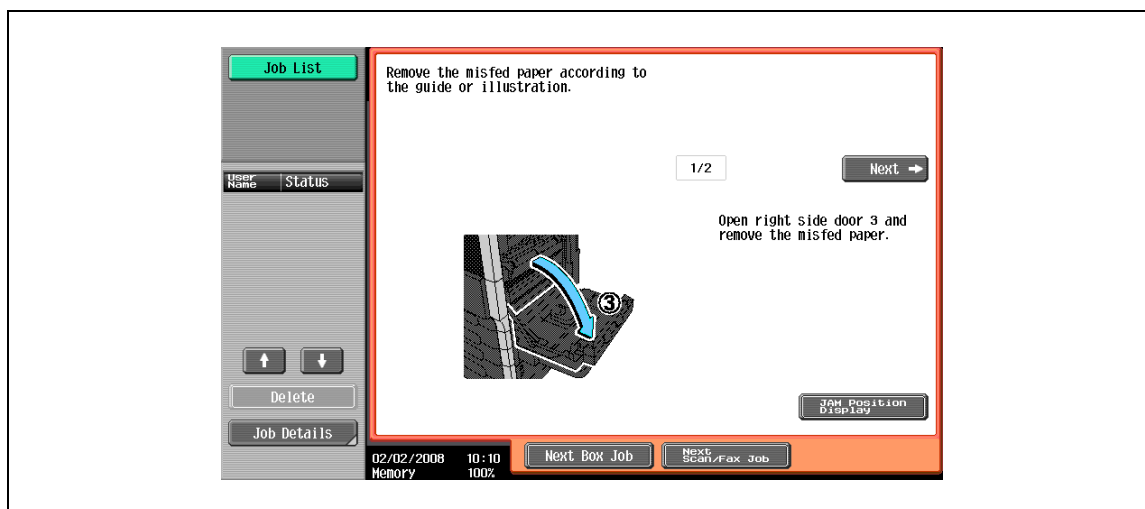 Job List
Remove the misfed paper according to
the guide or illustration.
1/2
Next
User
Name
Status
Open right side door 3 and
remove the misfed paper.
3
Delete
JAM Position
Display
Job Details
02/02/2008 10:10
Memory 100%
Next Box Job
Next
Scan/Fax Job